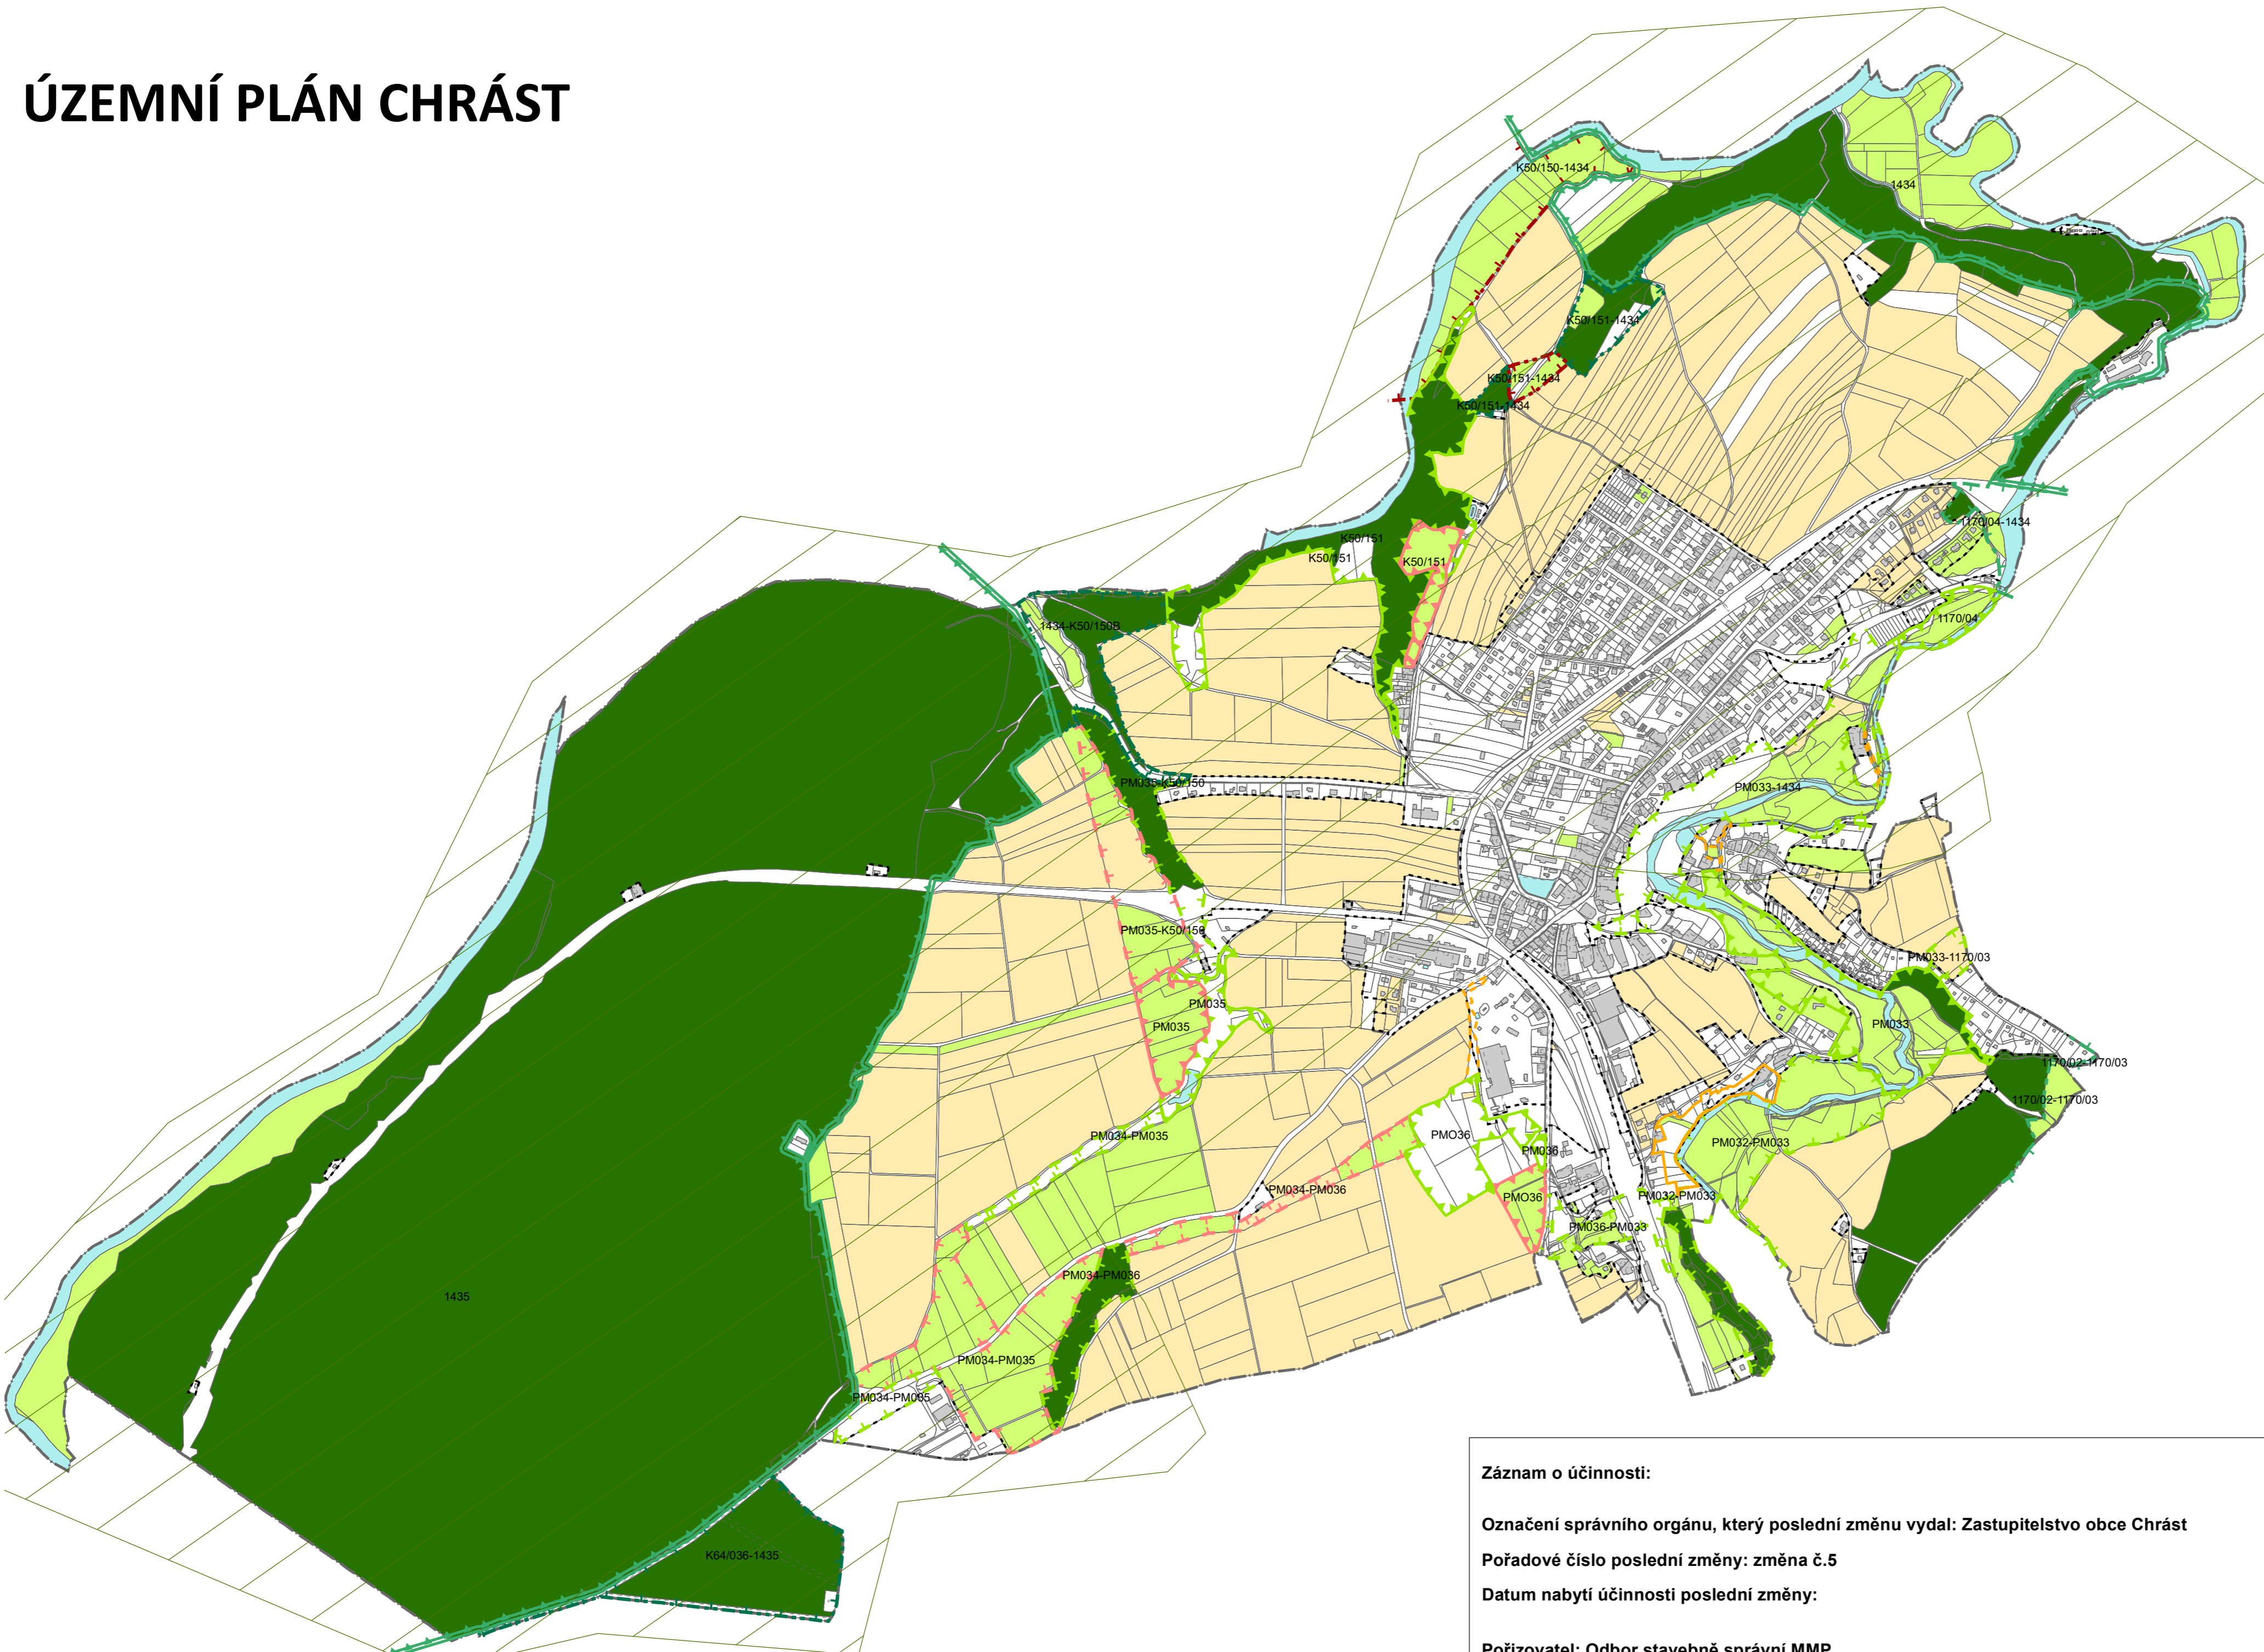 ÚZEMNÍ PLÁN CHRÁST
K50/150-1434
1434
K50/151-1434
K50/151-1434
K50/151-1434
1170/04-1434
K50/151
K50/151
K50/151
1170/04
1434-K50/150B
PM035-K50/150
PM033-1434
PM035-K50/150
PM033-1170/03
PM035
PM035
PM033
1170/02-1170/03
1170/02-1170/03
PM034-PM035
PMO36
PM036
PM032-PM033
PM034-PM036
PMO36
PM032-PM033
PM036-PM033
PM034-PM036
1435
PM034-PM035
PM034-PM035
K64/036-1435
Záznam o účinnosti:
Označení správního orgánu, který poslední změnu vydal: Zastupitelstvo obce Chrást
Pořadové číslo poslední změny: změna č.5
Datum nabytí účinnosti poslední změny:
Pořizovatel: Odbor stavebně správní MMP